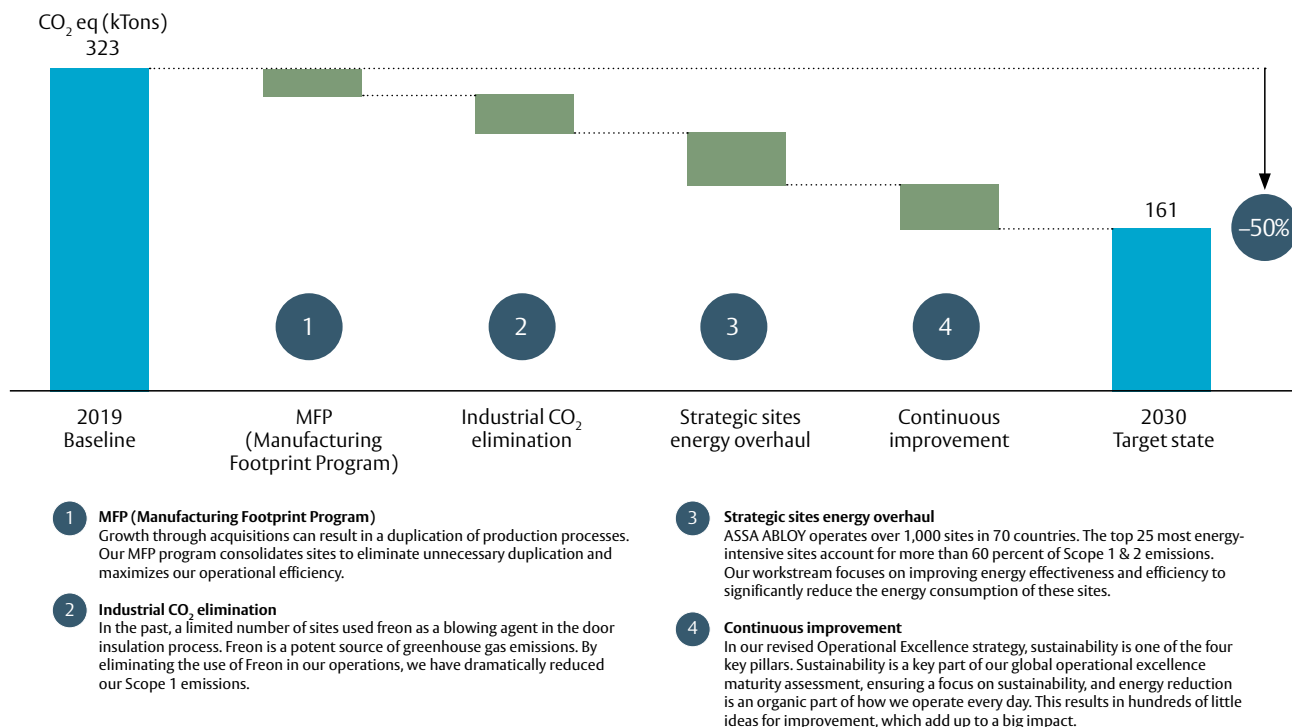 CO₂ eq (kTons)
323
161
–50%
1
2
3
4
2019
Baseline
MFP
(Manufacturing
Footprint Program)
Industrial CO₂
elimination
Strategic sites
energy overhaul
Continuous
improvement
2030
Target state
1
MFP (Manufacturing Footprint Program)
Growth through acquisitions can result in a duplication of production processes.
Our MFP program consolidates sites to eliminate unnecessary duplication and
maximizes our operational efficiency.
2
Industrial CO₂ elimination
In the past, a limited number of sites used freon as a blowing agent in the door
insulation process. Freon is a potent source of greenhouse gas emissions. By
eliminating the use of Freon in our operations, we have dramatically reduced
our Scope 1 emissions.
3
Strategic sites energy overhaul
ASSA ABLOY operates over 1,000 sites in 70 countries. The top 25 most energy-
intensive sites account for more than 60 percent of Scope 1 & 2 emissions.
Our workstream focuses on improving energy effectiveness and efficiency to
significantly reduce the energy consumption of these sites.
4
Continuous improvement
In our revised Operational Excellence strategy, sustainability is one of the four
key pillars. Sustainability is a key part of our global operational excellence
maturity assessment, ensuring a focus on sustainability, and energy reduction
is an organic part of how we operate every day. This results in hundreds of little
ideas for improvement, which add up to a big impact.